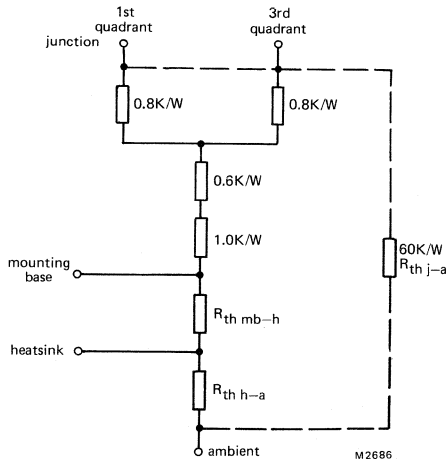 1st
quadrant
3rd
quadrant
junction
0.8K/W
0.8K/W
0.6K/W
1.0K/W
60K/W
Rth j–a
mounting
base
Rth mb–h
heatsink
Rth h–a
ambient
M2686